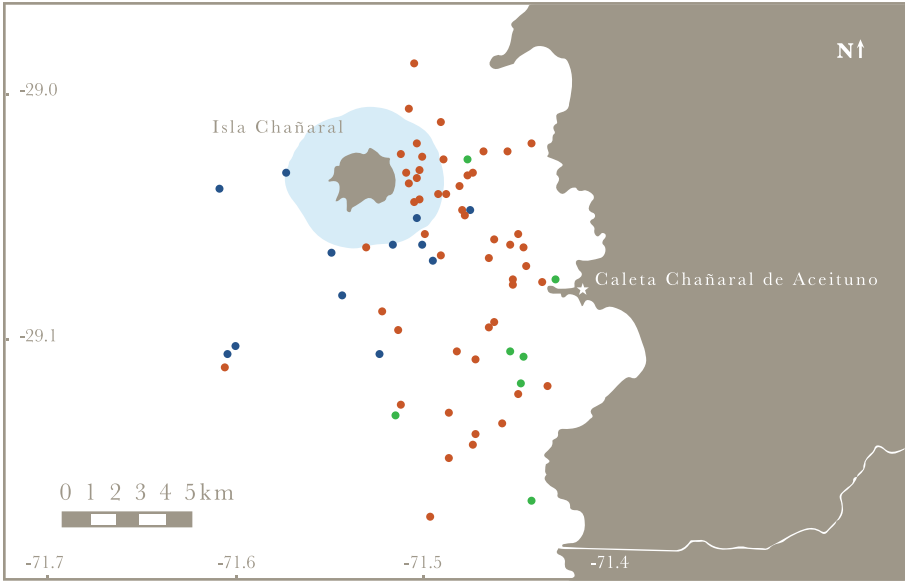 N
-29.0
Isla Chañaral
Caleta Chañaral de Aceituno
-29.1
0 1 2 3 4 5km
-71.7 -71.6 -71.5 -71.4